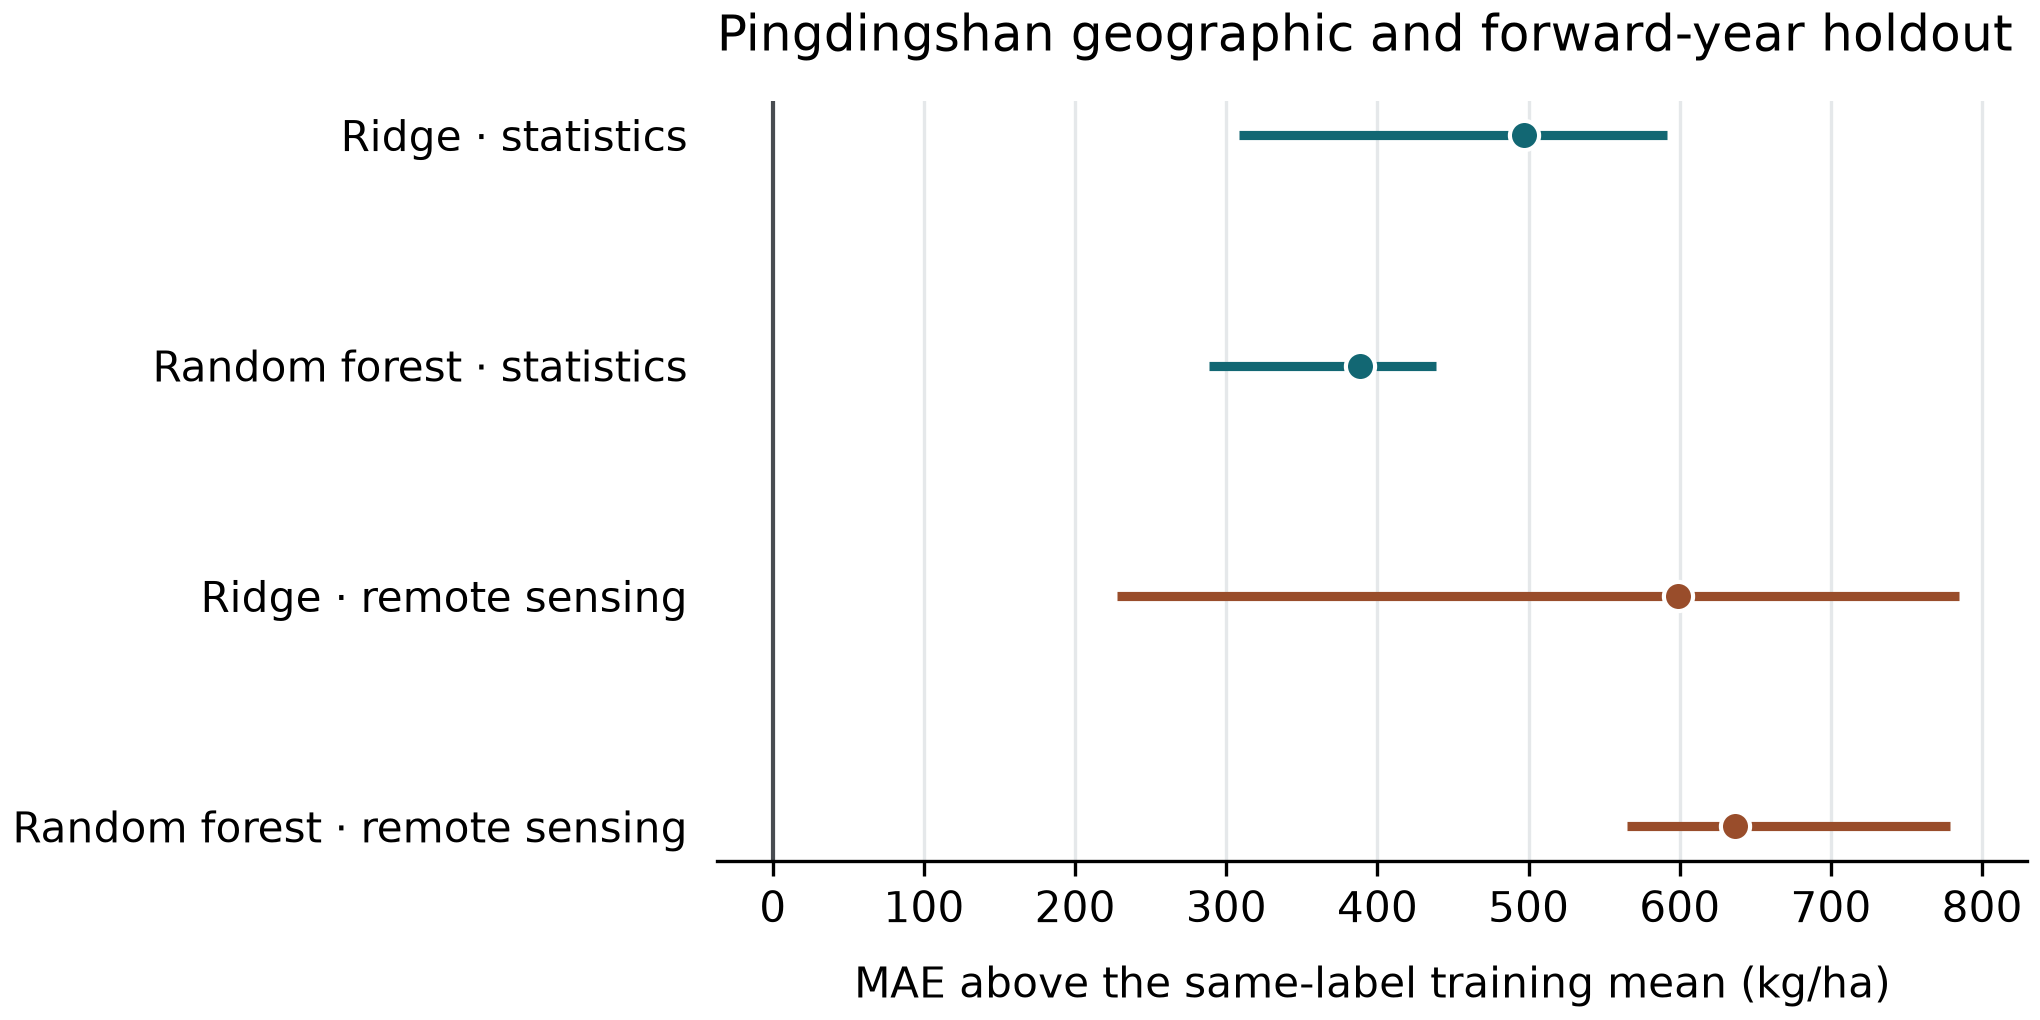 Pingdingshan geographic and forward-year holdout
Ridge · statistics
Random forest · statistics
Ridge · remote sensing
Random forest · remote sensing
0 100 200 300 400 500 600 700 800
MAE above the same-label training mean (kg/ha)